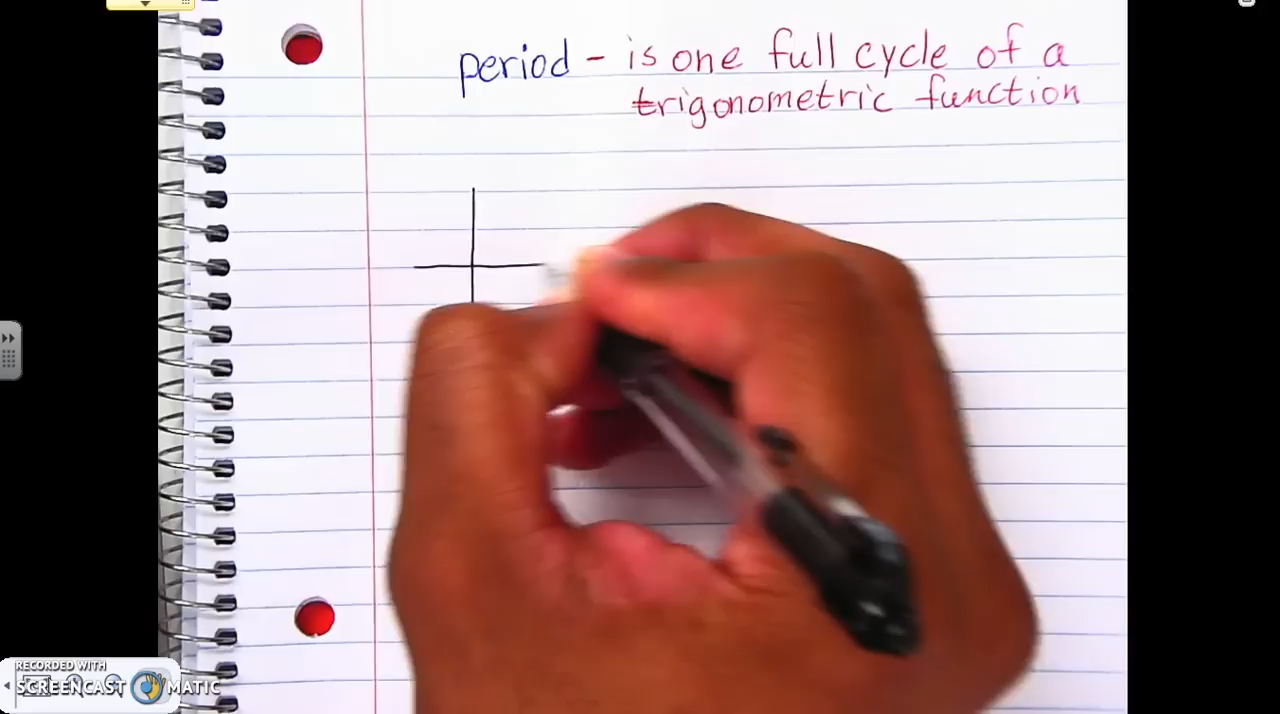 period - is one full cycle of a
trigonometric function
RECORDED WITH
SCREENCAST MATIC